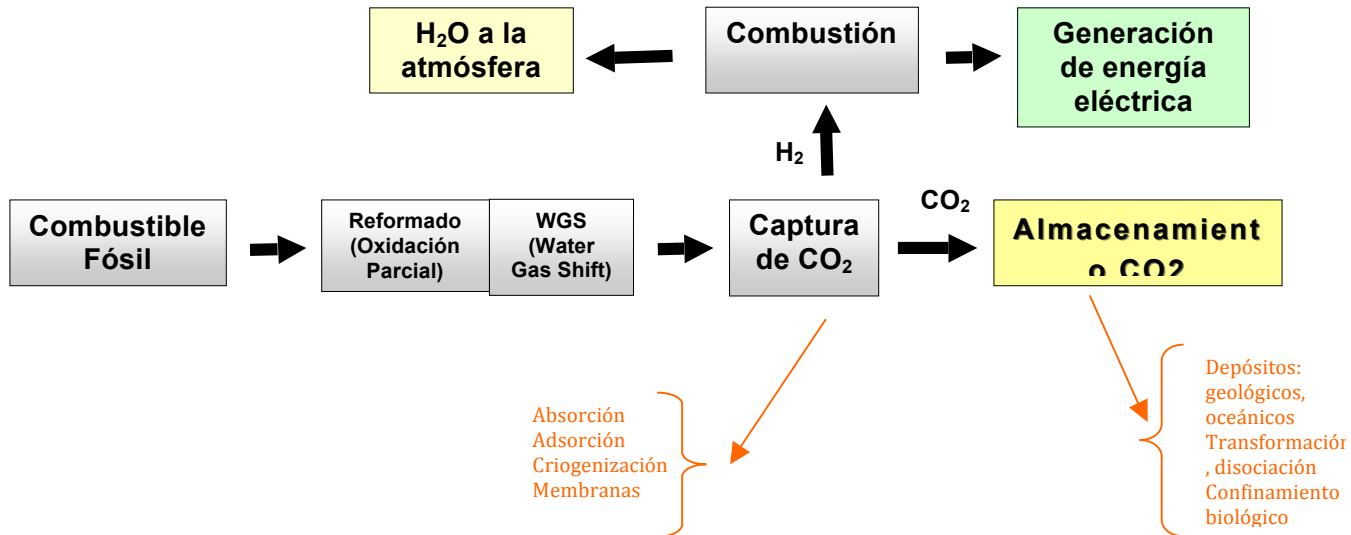 H₂O a la
atmósfera
Combustión
Generación
de energía
eléctrica
H₂
Combustible
Fósil
Reformado
(Oxidación
Parcial)
WGS
(Water
Gas Shift)
Captura
de CO₂
CO₂
Almacenamient
o CO2
Absorción
Adsorción
Criogenización
Membranas
Depósitos:
geológicos,
oceánicos
Transformación
, disociación
Confinamiento
biológico